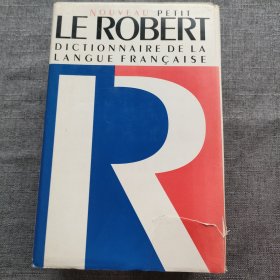 NOUVEAU PETIT
LE ROBERT
DICTIONNAIRE DE LA
LANGUE FRANÇAISE
R